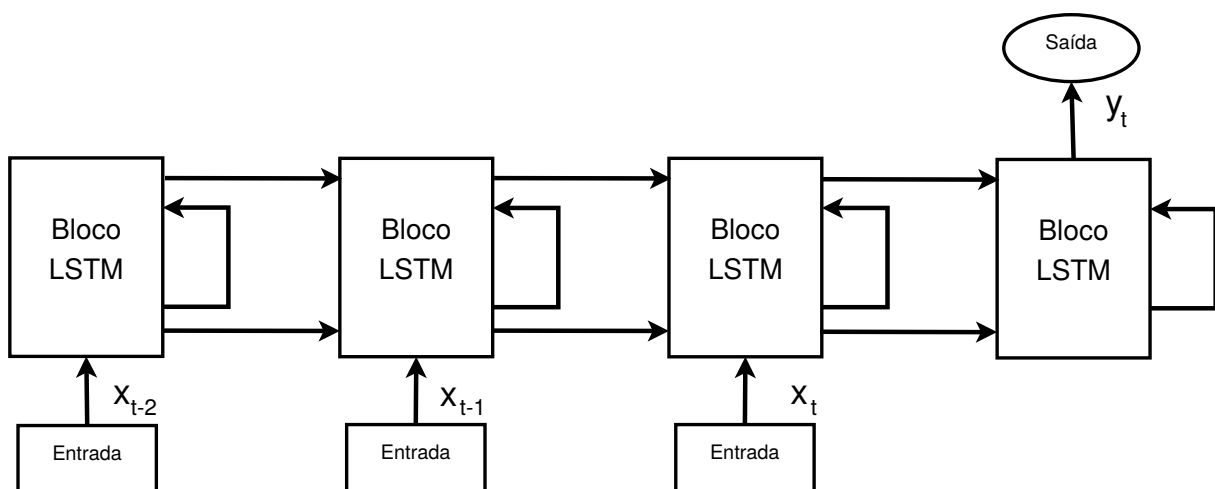 Saída
y_t
Bloco
LSTM
Bloco
LSTM
Bloco
LSTM
Bloco
LSTM
x_t-2
x_t-1
x_t
Entrada
Entrada
Entrada